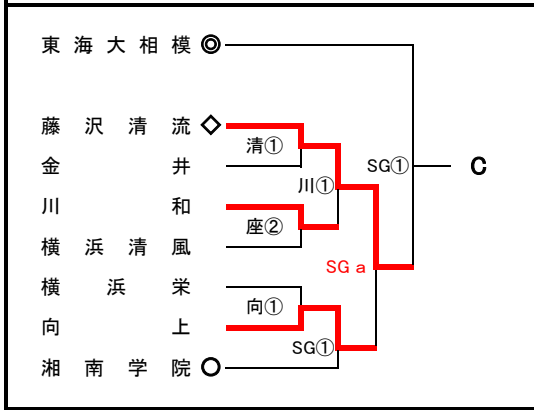 東海大相模 ◎
藤沢清流 ◇
清①
金井
SG① C
川①
川和
座②
横浜清風
SG a
横浜栄
向①
向上
SG①
湘南学院 ○